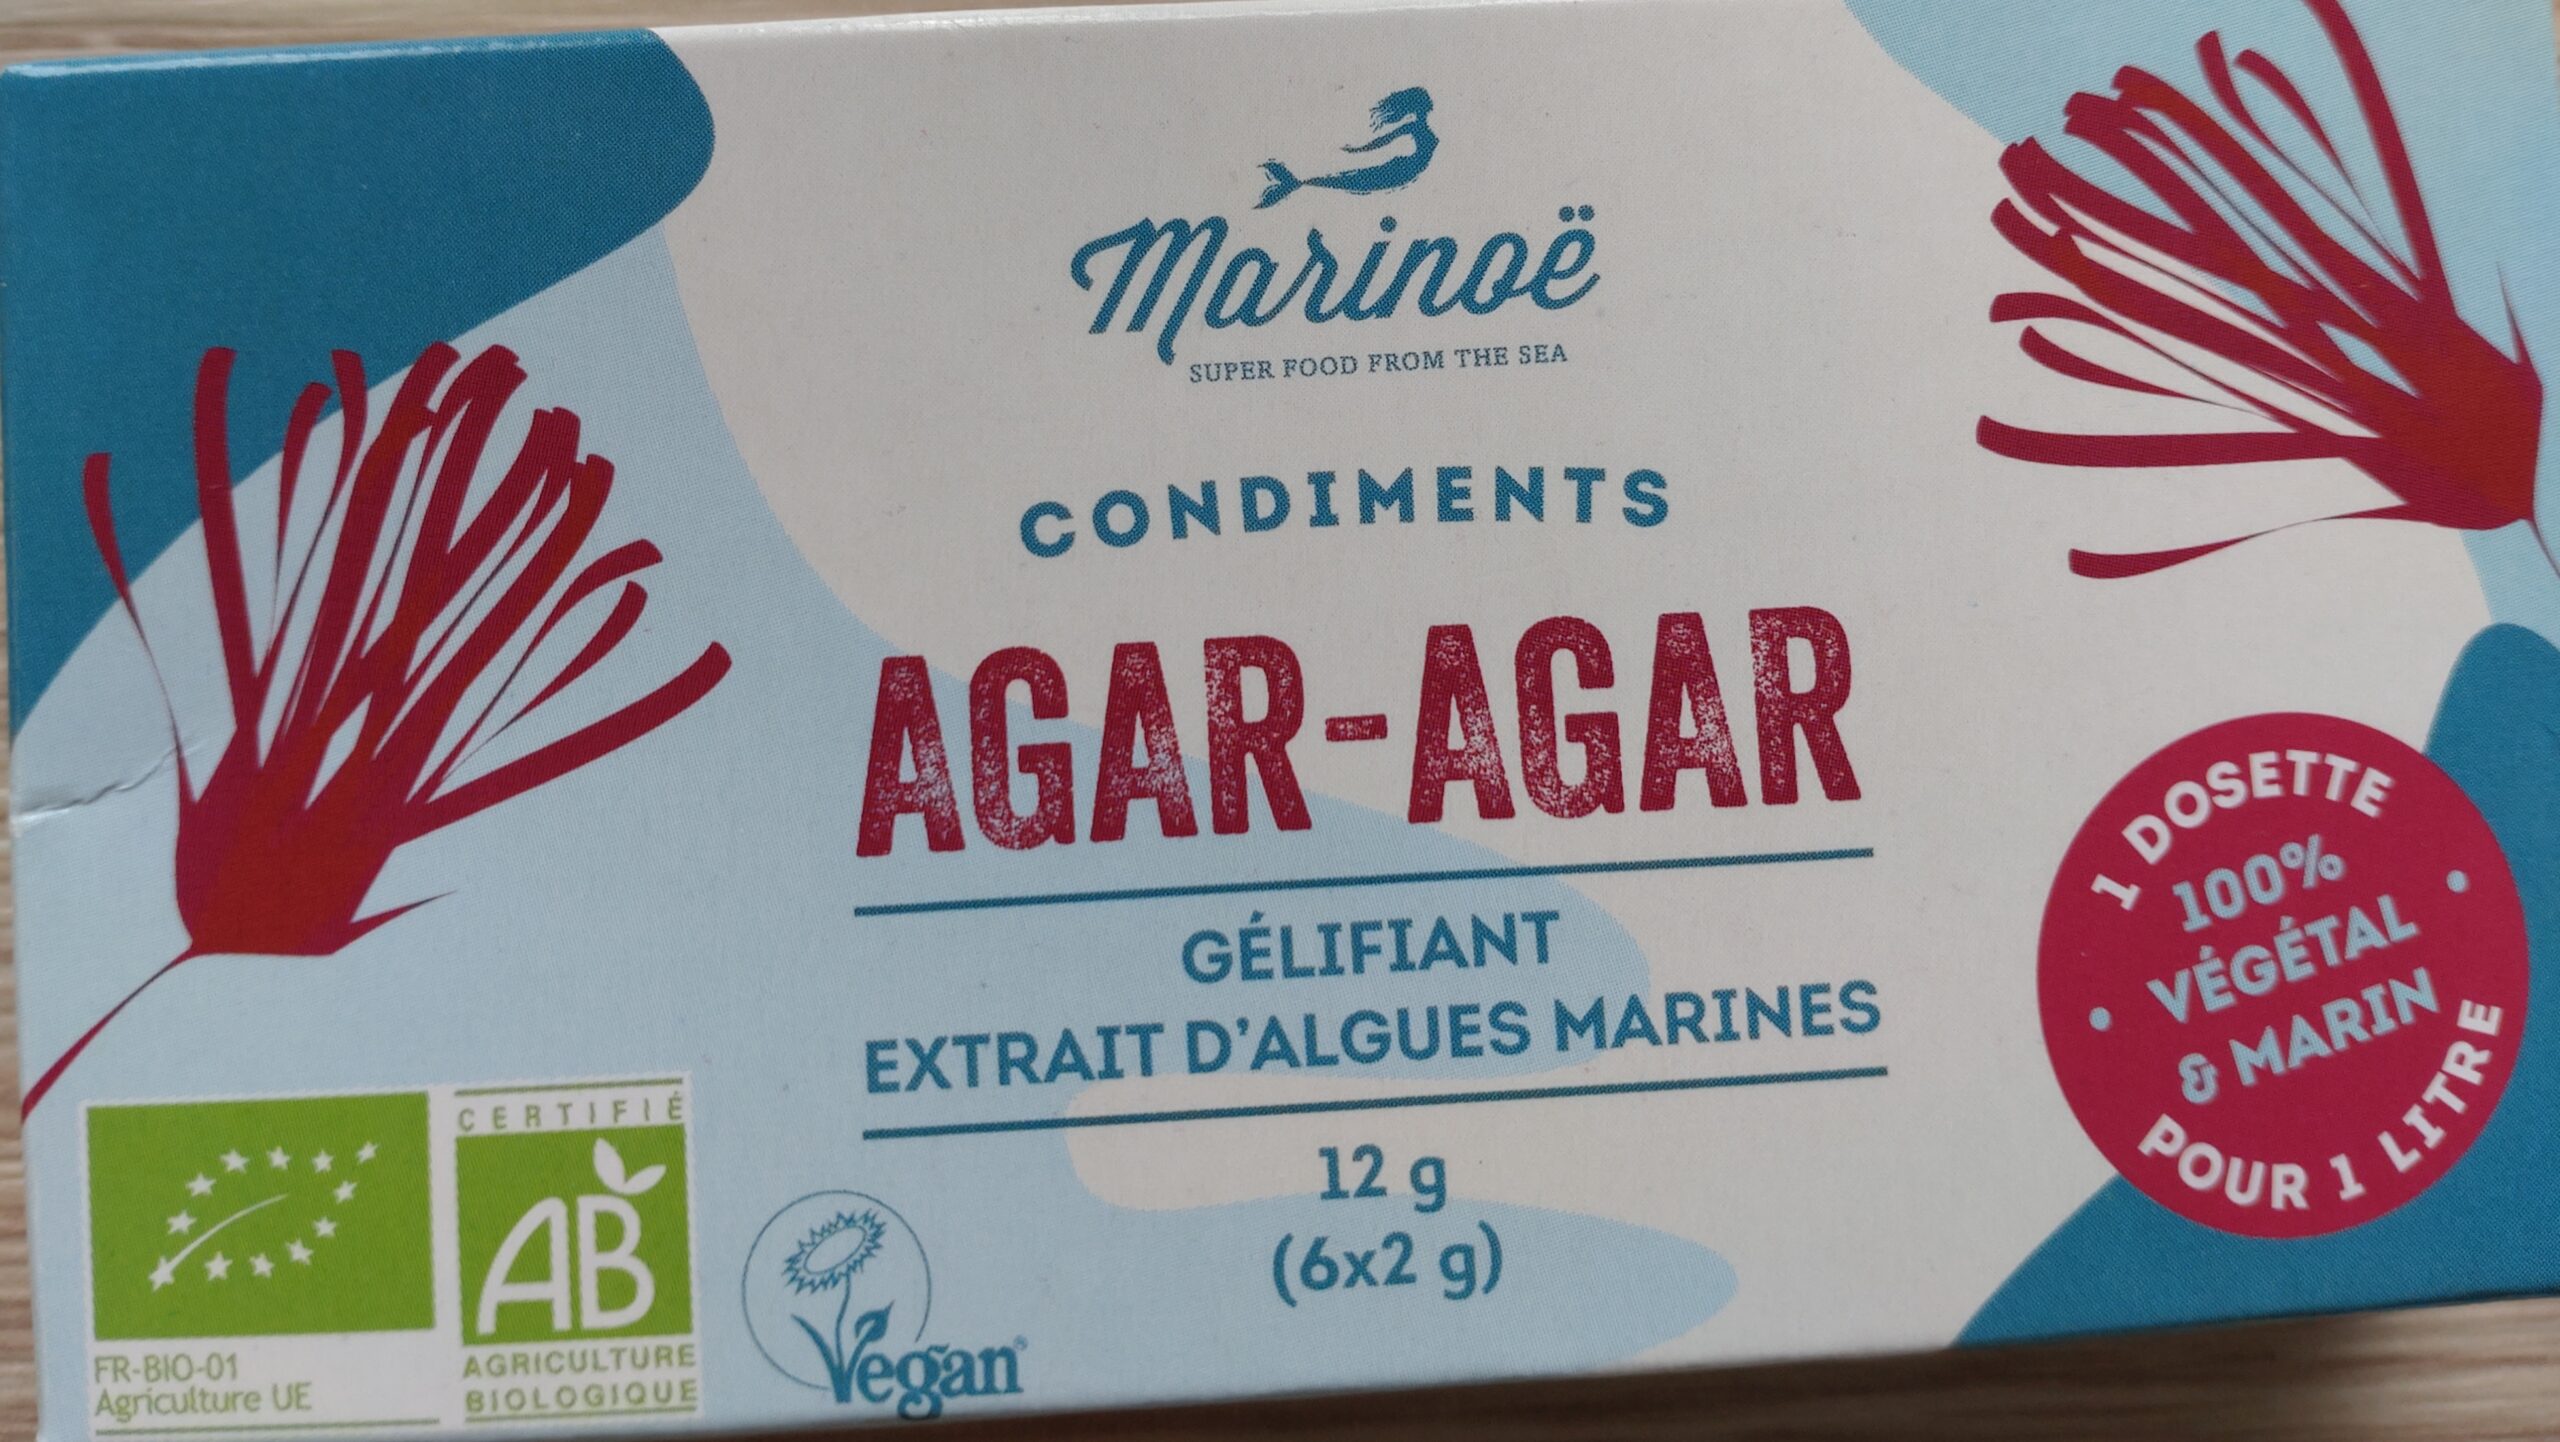 Marinoë
SUPER FOOD FROM THE SEA
CONDIMENTS
AGAR-AGAR
GÉLIFIANT
EXTRAIT D'ALGUES MARINES
12 g
(6x2 g)
1 DOSETTE
100%
VÉGÉTAL
& MARIN
POUR 1 LITRE
FR-BIO-01
Agriculture UE
CERTIFIÉ
AB
AGRICULTURE
BIOLOGIQUE
Vegan